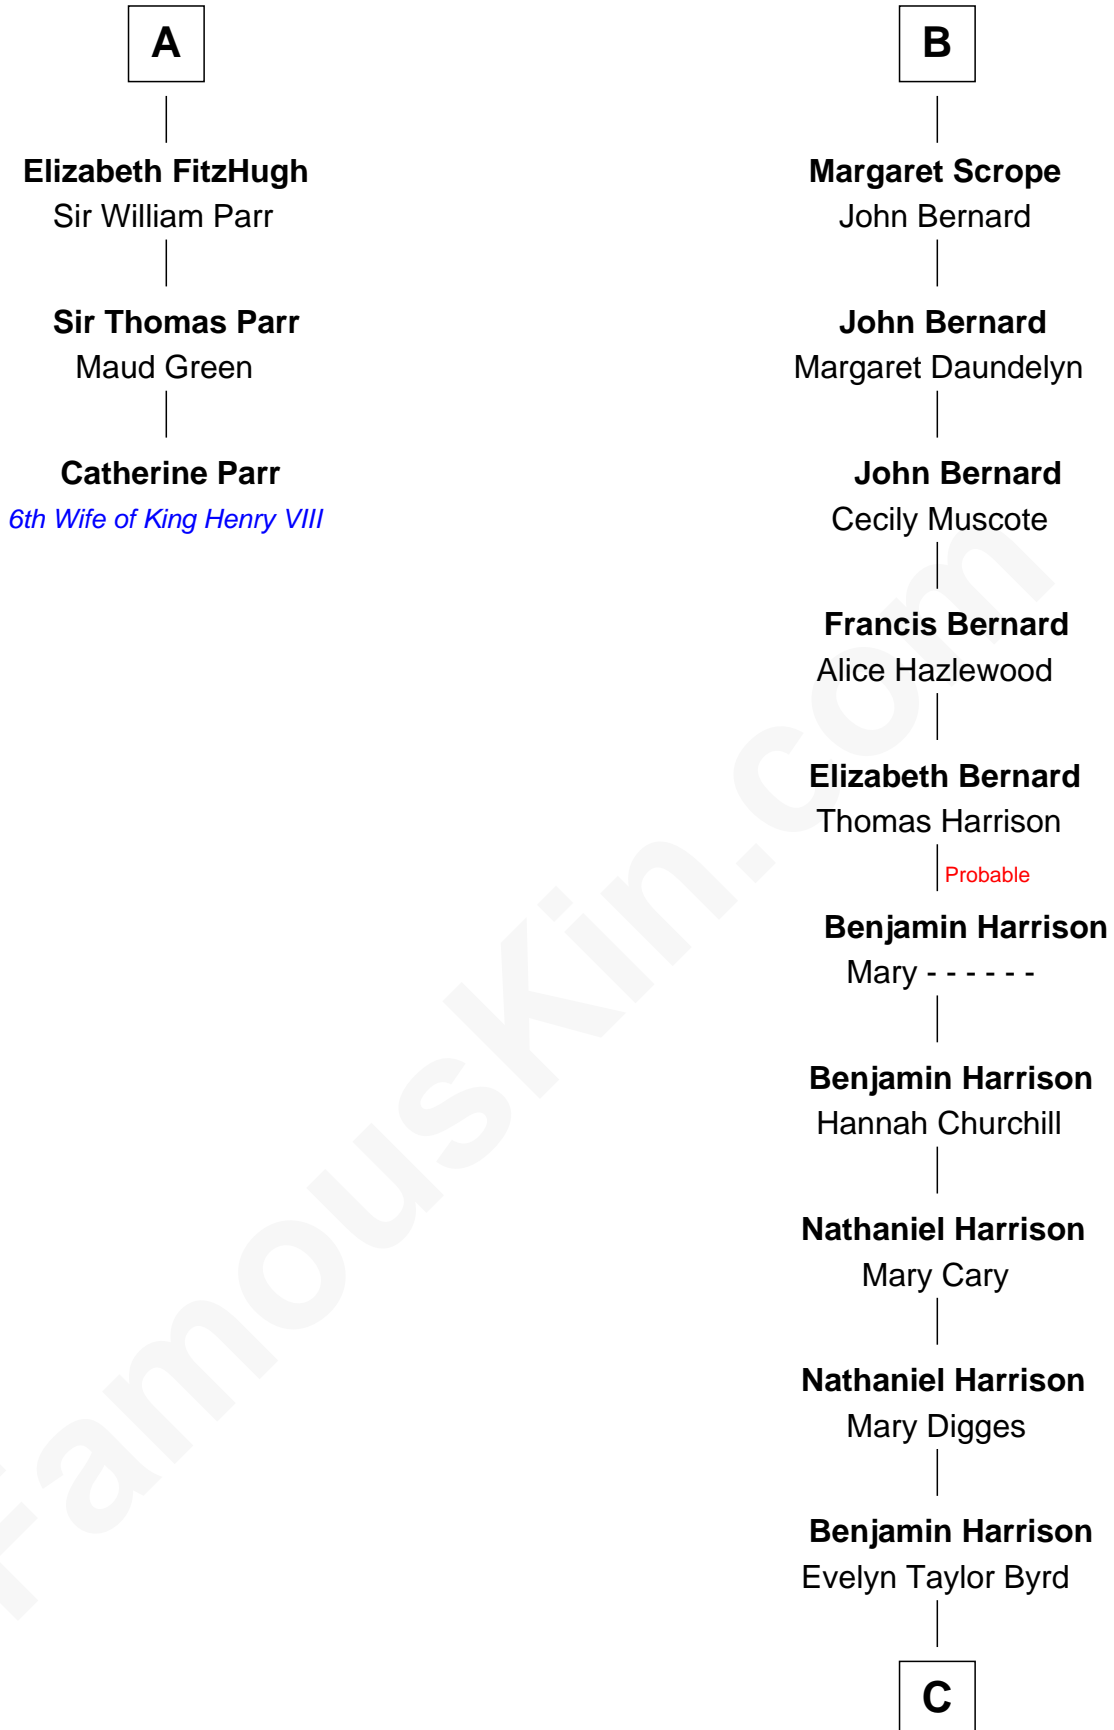 A
Elizabeth FitzHugh
Sir William Parr
Sir Thomas Parr
Maud Green
Catherine Parr
6th Wife of King Henry VIII
B
Margaret Scrope
John Bernard
John Bernard
Margaret Daundelyn
John Bernard
Cecily Muscote
Francis Bernard
Alice Hazlewood
Elizabeth Bernard
Thomas Harrison
Probable
Benjamin Harrison
Mary - - - - - -
Benjamin Harrison
Hannah Churchill
Nathaniel Harrison
Mary Cary
Nathaniel Harrison
Mary Digges
Benjamin Harrison
Evelyn Taylor Byrd
C
FamousKin.com